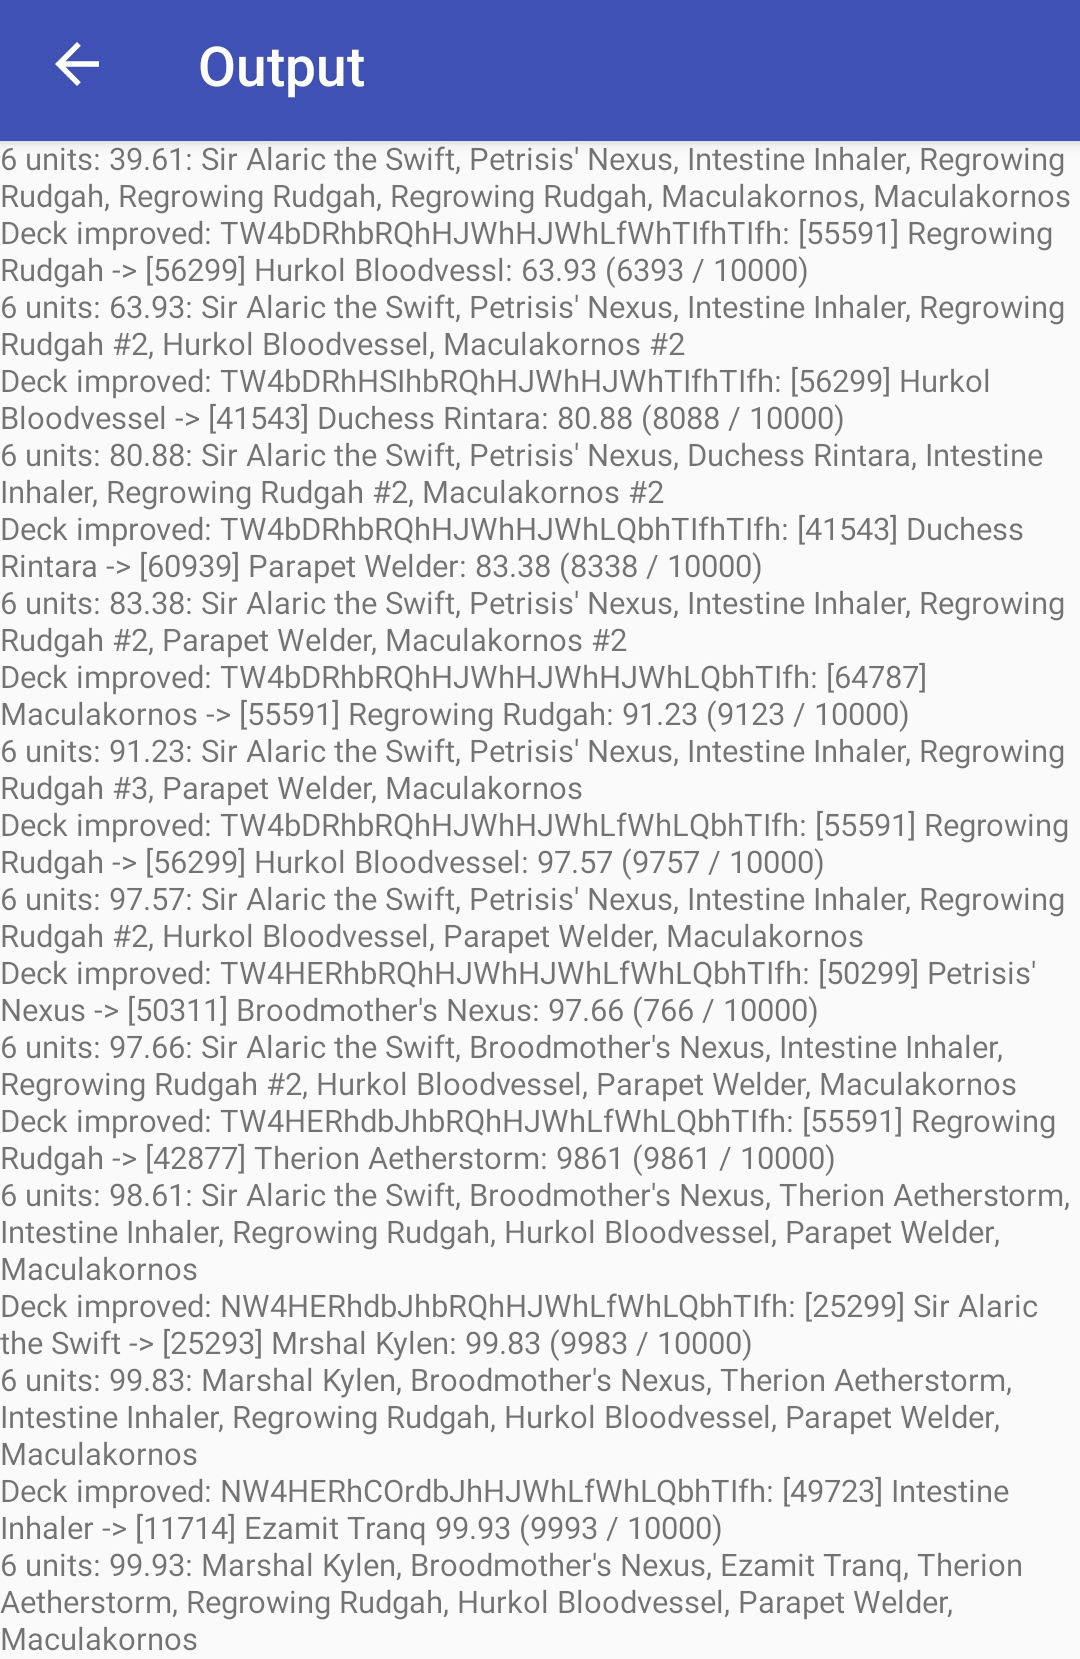 Output
6 units: 39.61: Sir Alaric the Swift, Petrisis' Nexus, Intestine Inhaler, Regrowing
Rudgah, Regrowing Rudgah, Regrowing Rudgah, Maculakornos, Maculakornos
Deck improved: TW4bDRhbRQhHJWhHJWhLfWhTIfhTIfh: [55591] Regrowing
Rudgah -> [56299] Hurkol Bloodvessl: 63.93 (6393 / 10000)
6 units: 63.93: Sir Alaric the Swift, Petrisis' Nexus, Intestine Inhaler, Regrowing
Rudgah #2, Hurkol Bloodvessel, Maculakornos #2
Deck improved: TW4bDRhHSIhbRQhHJWhHJWhTIfhTIfh: [56299] Hurkol
Bloodvessel -> [41543] Duchess Rintara: 80.88 (8088 / 10000)
6 units: 80.88: Sir Alaric the Swift, Petrisis' Nexus, Duchess Rintara, Intestine
Inhaler, Regrowing Rudgah #2, Maculakornos #2
Deck improved: TW4bDRhbRQhHJWhHJWhLQbhTIfhTIfh: [41543] Duchess
Rintara -> [60939] Parapet Welder: 83.38 (8338 / 10000)
6 units: 83.38: Sir Alaric the Swift, Petrisis' Nexus, Intestine Inhaler, Regrowing
Rudgah #2, Parapet Welder, Maculakornos #2
Deck improved: TW4bDRhbRQhHJWhHJWhHJWhLQbhTIfh: [64787]
Maculakornos -> [55591] Regrowing Rudgah: 91.23 (9123 / 10000)
6 units: 91.23: Sir Alaric the Swift, Petrisis' Nexus, Intestine Inhaler, Regrowing
Rudgah #3, Parapet Welder, Maculakornos
Deck improved: TW4bDRhbRQhHJWhHJWhLfWhLQbhTIfh: [55591] Regrowing
Rudgah -> [56299] Hurkol Bloodvessel: 97.57 (9757 / 10000)
6 units: 97.57: Sir Alaric the Swift, Petrisis' Nexus, Intestine Inhaler, Regrowing
Rudgah #2, Hurkol Bloodvessel, Parapet Welder, Maculakornos
Deck improved: TW4HERhbRQhHJWhHJWhLfWhLQbhTIfh: [50299] Petrisis'
Nexus -> [50311] Broodmother's Nexus: 97.66 (766 / 10000)
6 units: 97.66: Sir Alaric the Swift, Broodmother's Nexus, Intestine Inhaler,
Regrowing Rudgah #2, Hurkol Bloodvessel, Parapet Welder, Maculakornos
Deck improved: TW4HERhdbJhbRQhHJWhLfWhLQbhTIfh: [55591] Regrowing
Rudgah -> [42877] Therion Aetherstorm: 9861 (9861 / 10000)
6 units: 98.61: Sir Alaric the Swift, Broodmother's Nexus, Therion Aetherstorm,
Intestine Inhaler, Regrowing Rudgah, Hurkol Bloodvessel, Parapet Welder,
Maculakornos
Deck improved: NW4HERhdbJhbRQhHJWhLfWhLQbhTIfh: [25299] Sir Alaric
the Swift -> [25293] Mrshal Kylen: 99.83 (9983 / 10000)
6 units: 99.83: Marshal Kylen, Broodmother's Nexus, Therion Aetherstorm,
Intestine Inhaler, Regrowing Rudgah, Hurkol Bloodvessel, Parapet Welder,
Maculakornos
Deck improved: NW4HERhCOrdbJhHJWhLfWhLQbhTIfh: [49723] Intestine
Inhaler -> [11714] Ezamit Tranq 99.93 (9993 / 10000)
6 units: 99.93: Marshal Kylen, Broodmother's Nexus, Ezamit Tranq, Therion
Aetherstorm, Regrowing Rudgah, Hurkol Bloodvessel, Parapet Welder,
Maculakornos